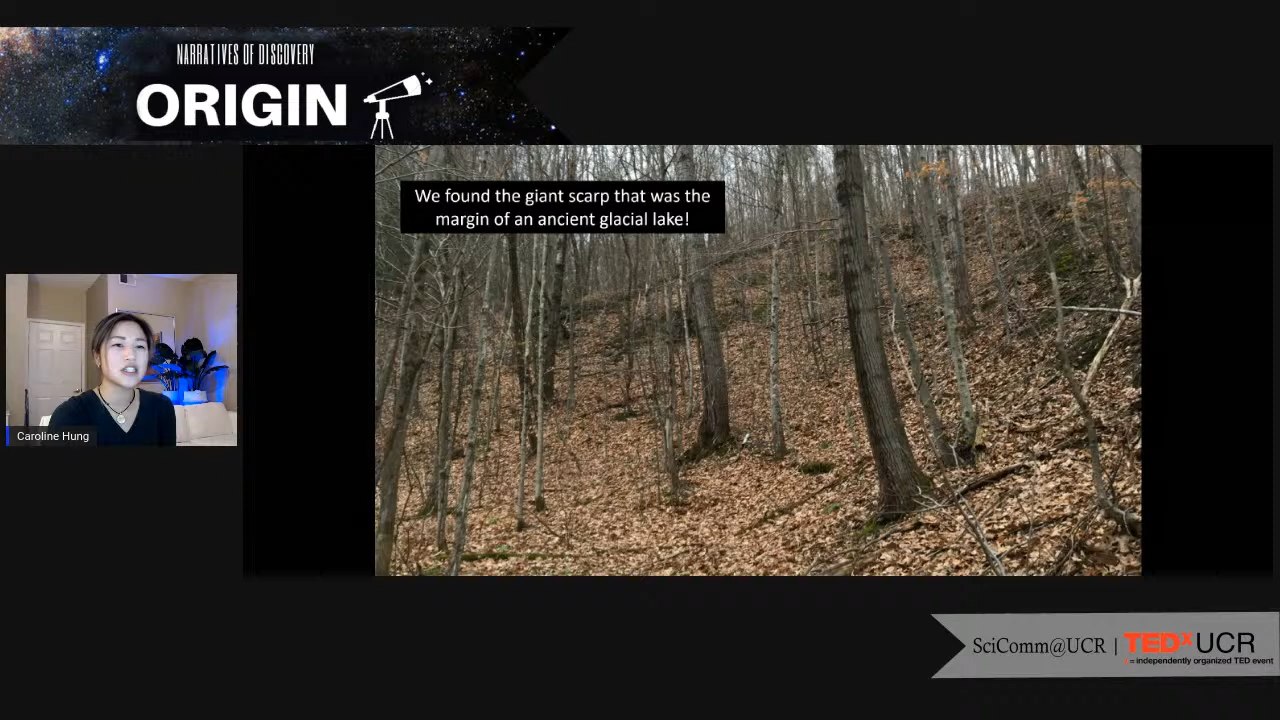 NARRATIVES OF DISCOVERY
ORIGIN
We found the giant scarp that was the
margin of an ancient glacial lake!
Caroline Hung
SciComm@UCR | TEDxUCR
x = independently organized TED event